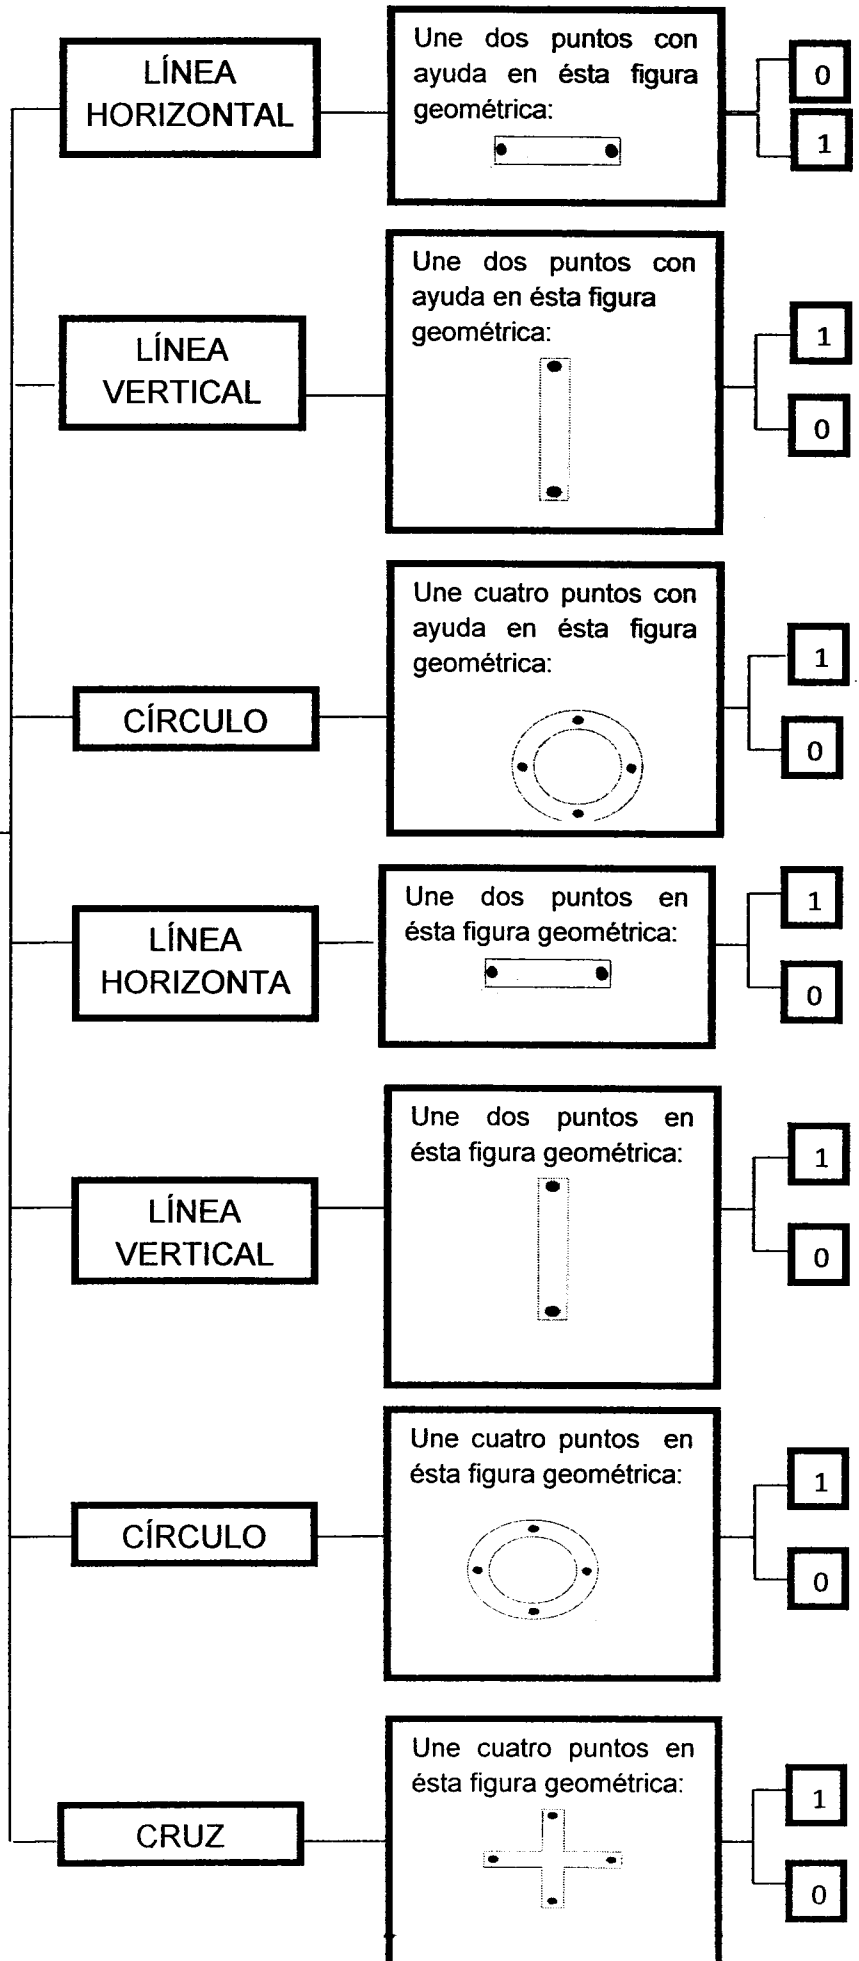 LÍNEA
HORIZONTAL
Une dos puntos con
ayuda en ésta figura
geométrica:
0
1
LÍNEA
VERTICAL
Une dos puntos con
ayuda en ésta figura
geométrica:
1
0
CÍRCULO
Une cuatro puntos con
ayuda en ésta figura
geométrica:
1
0
LÍNEA
HORIZONTA
Une dos puntos en
ésta figura geométrica:
1
0
LÍNEA
VERTICAL
Une dos puntos en
ésta figura geométrica:
1
0
CÍRCULO
Une cuatro puntos en
ésta figura geométrica:
1
0
CRUZ
Une cuatro puntos en
ésta figura geométrica:
1
0